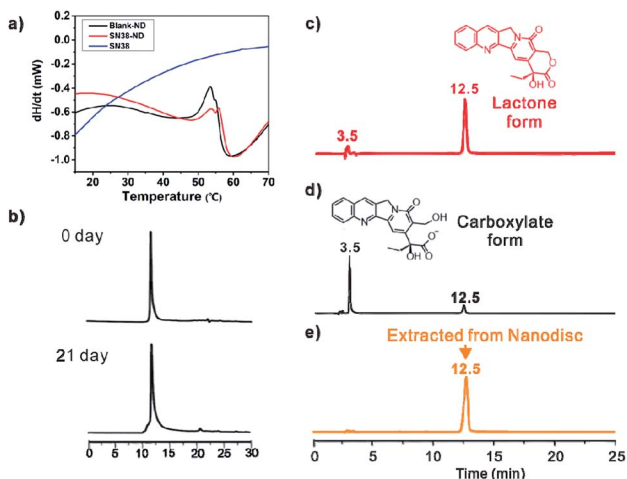 a)
Blank-ND
SN38-ND
SN38
dH/dt (mW)
-0.2
-0.4
-0.6
-0.8
-1.0
20 30 40 50 60 70
Temperature (℃)
b)
0 day
21 day
0 5 10 15 20 25 30
c)
N
N
O
O
OH
O
3.5
12.5
Lactone
form
d)
N
N
O
OH
O⁻
OH
O
Carboxylate
form
3.5
12.5
e)
Extracted from Nanodisc
12.5
0 5 10 15 20 25
Time (min)